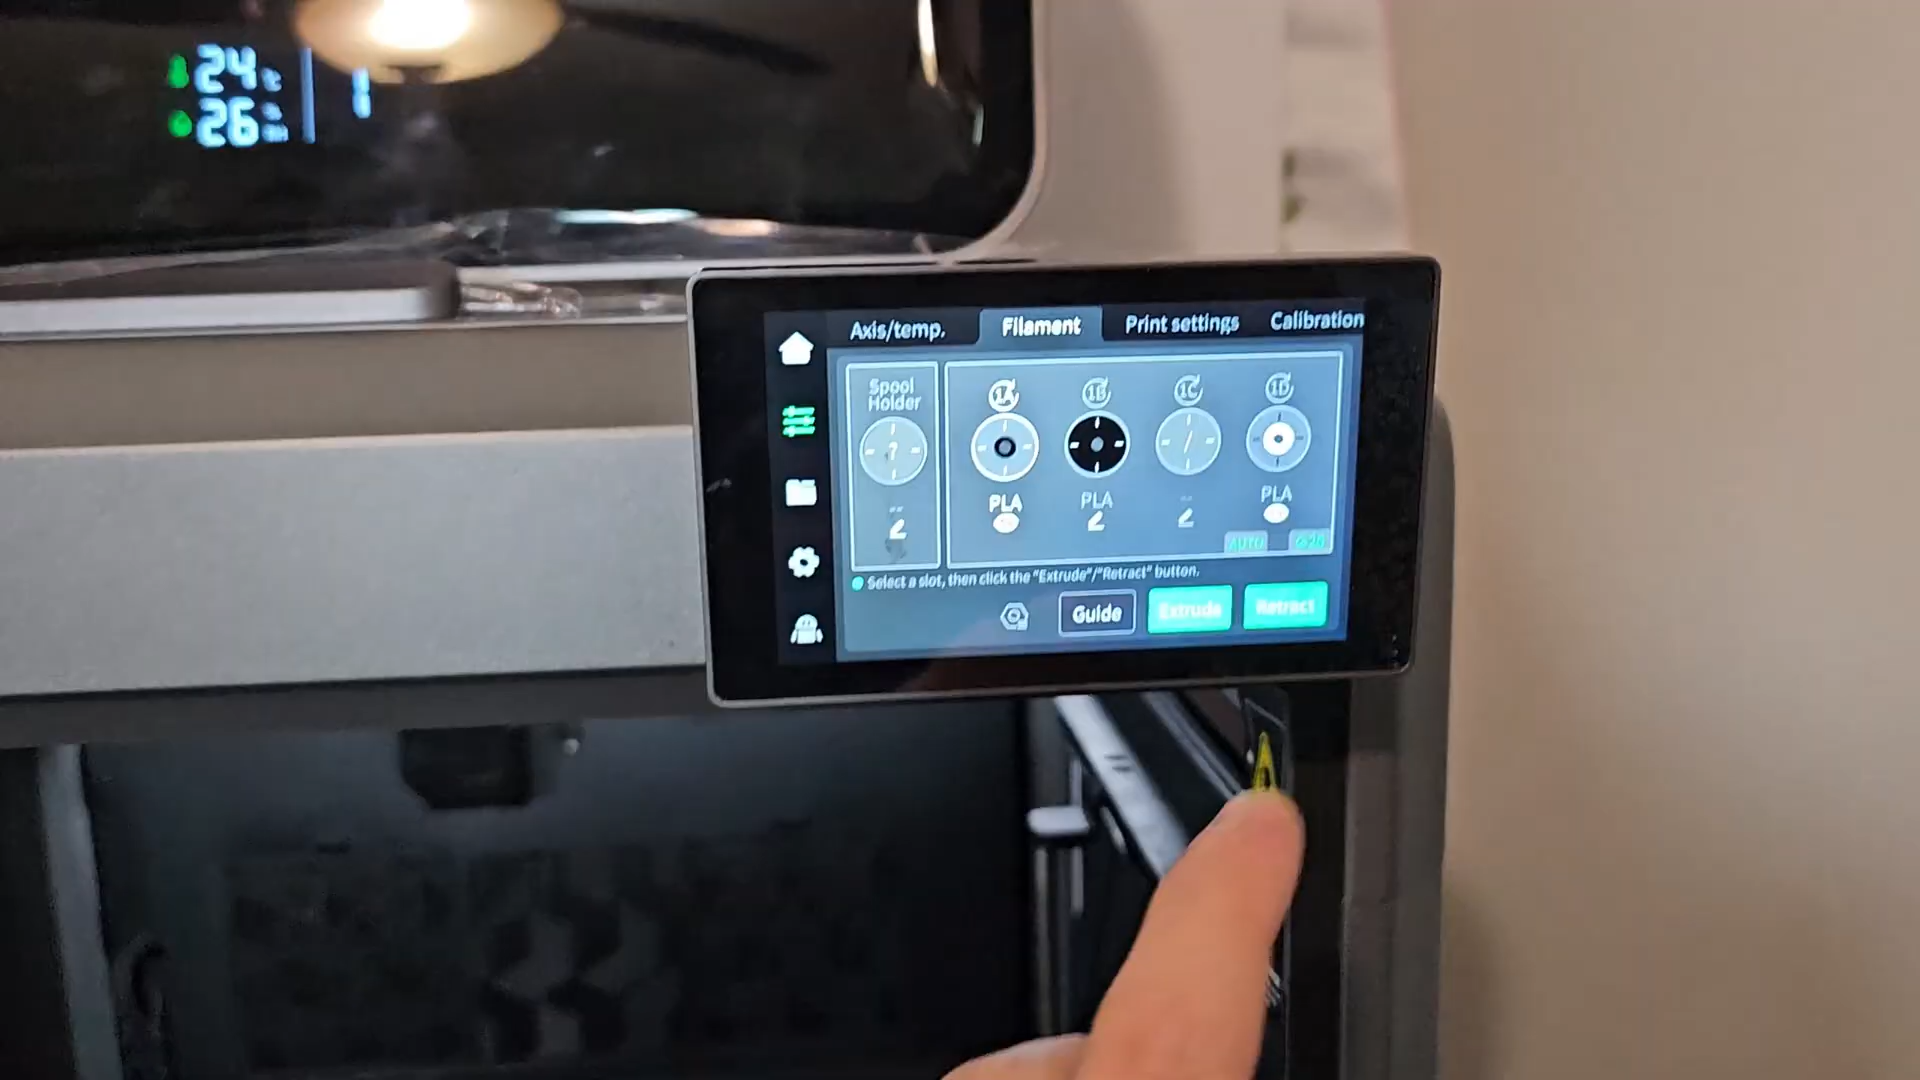 24°C
26%
Axis/temp.
Filament
Print settings
Calibration
Spool
Holder
1A
1B
1C
1D
?
/
--
PLA
PLA
--
PLA
AUTO
Select a slot, then click the "Extrude"/"Retract" button.
Guide
Extrude
Retract